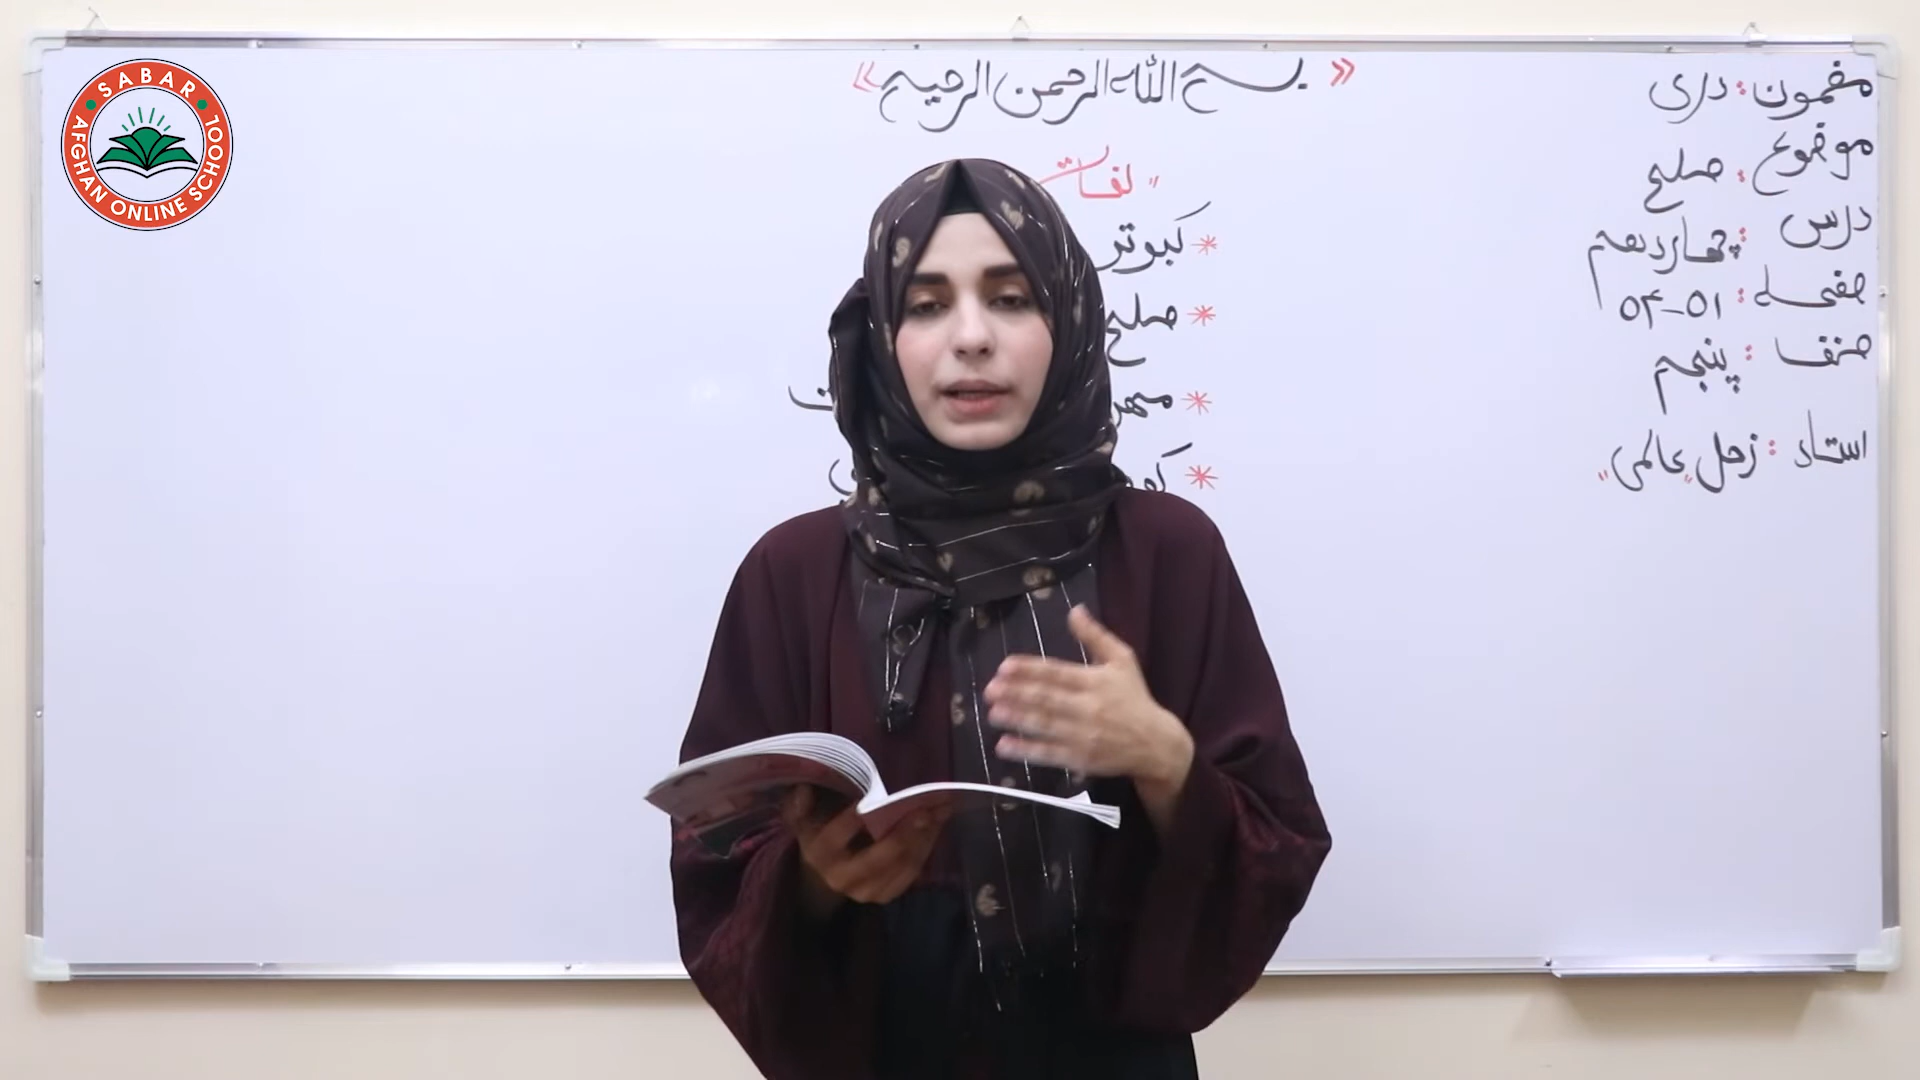 SABAR
AFGHAN ONLINE SCHOOL
« بسم الله الرحمن الرحیم »
مضمون : دری
موضوع : صلح
درس : چهاردهم
صفحه : ۵۱-۵۴
صنف : پنجم
استاد : زحل "عالمی"
" لغات
* کبوتر
* صلح
*
*